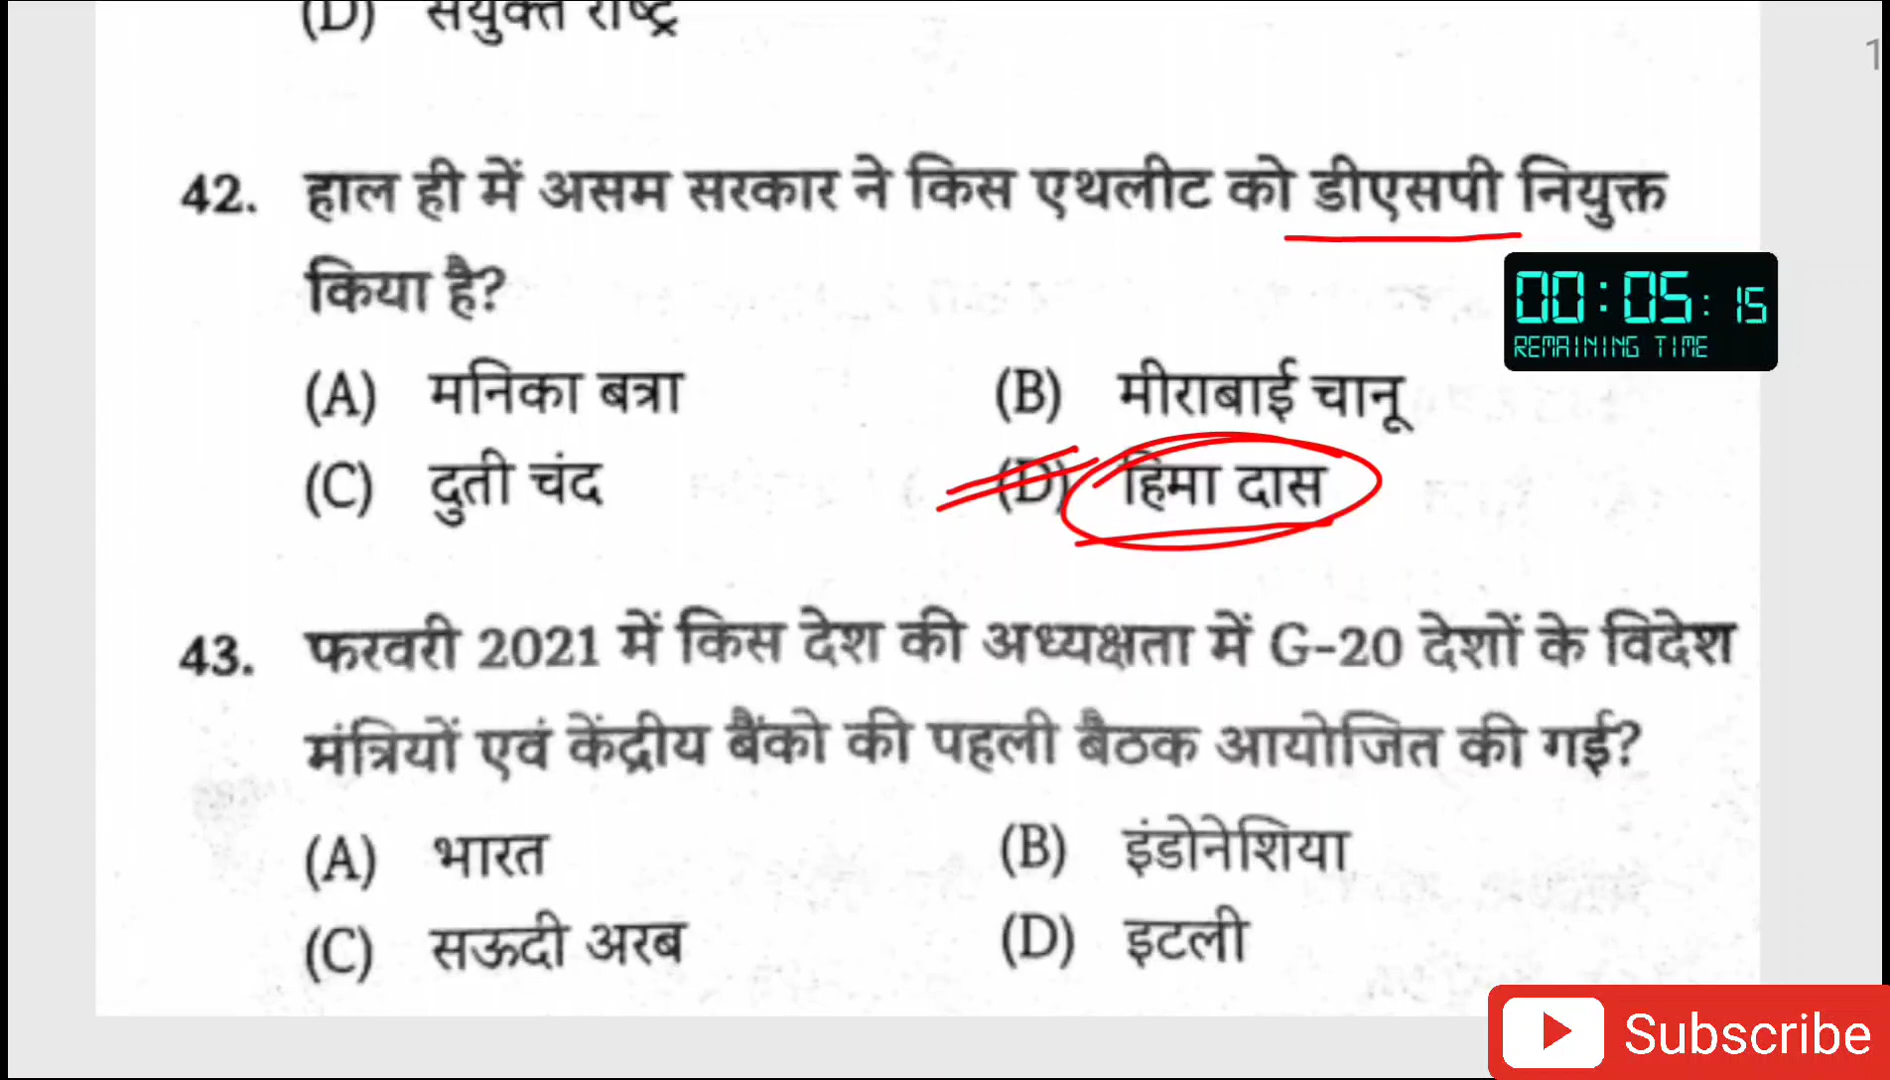 (D) संयुक्त राष्ट्र
1
42. हाल ही में असम सरकार ने किस एथलीट को डीएसपी नियुक्त
किया है?
00:05:15
REMAINING TIME
(A) मनिका बत्रा (B) मीराबाई चानू
(C) दुती चंद (D) हिमा दास
43. फरवरी 2021 में किस देश की अध्यक्षता में G-20 देशों के विदेश
मंत्रियों एवं केंद्रीय बैंको की पहली बैठक आयोजित की गई?
(A) भारत (B) इंडोनेशिया
(C) सऊदी अरब (D) इटली
Subscribe